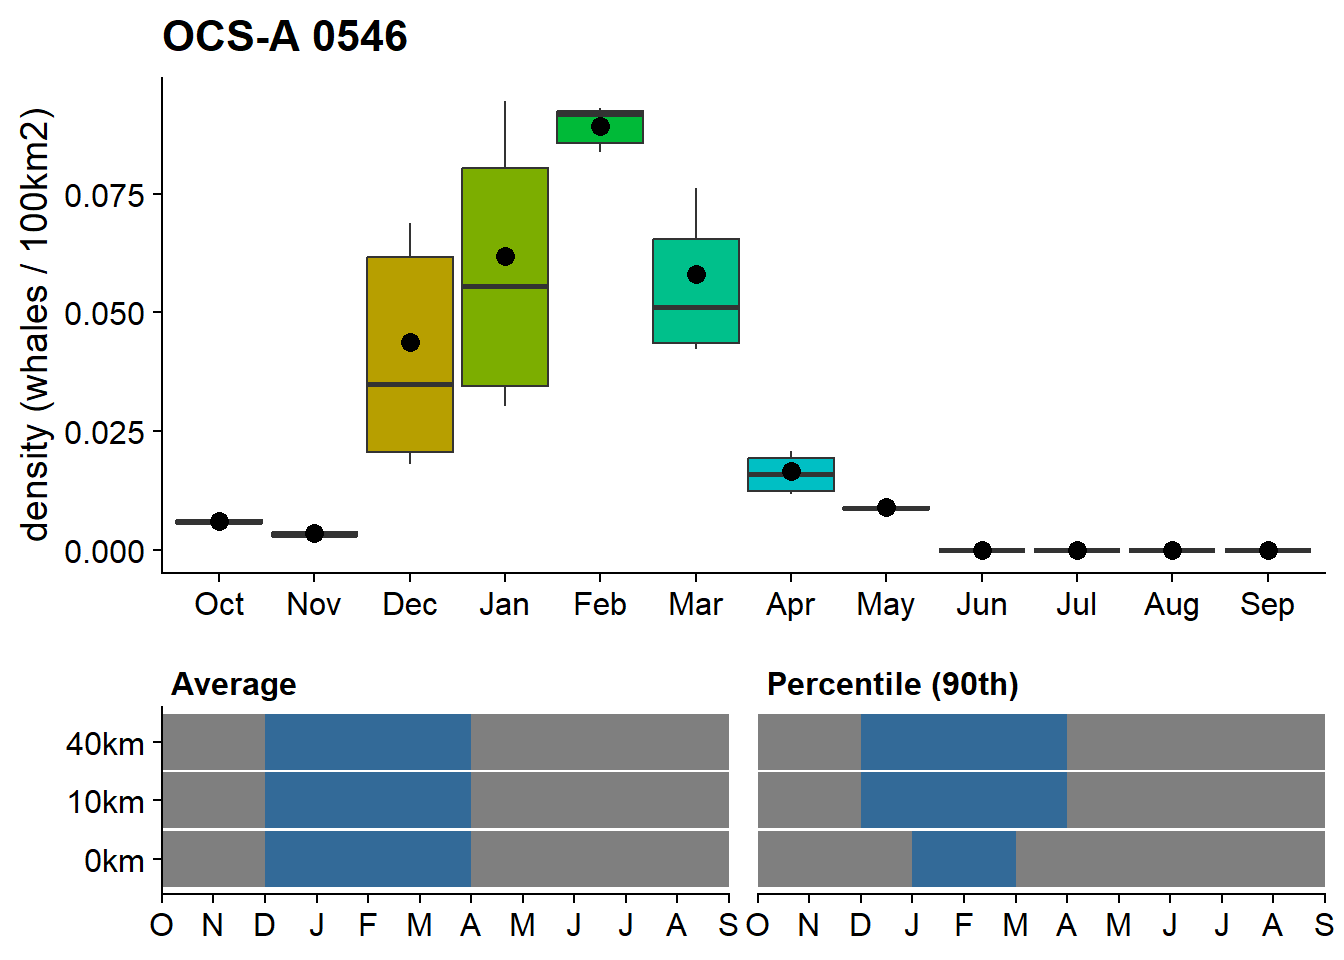 OCS-A 0546
density (whales / 100km2)
0.075
0.050
0.025
0.000
Oct Nov Dec Jan Feb Mar Apr May Jun Jul Aug Sep
Average Percentile (90th)
40km
10km
0km
O N D J F M A M J J A S O N D J F M A M J J A S